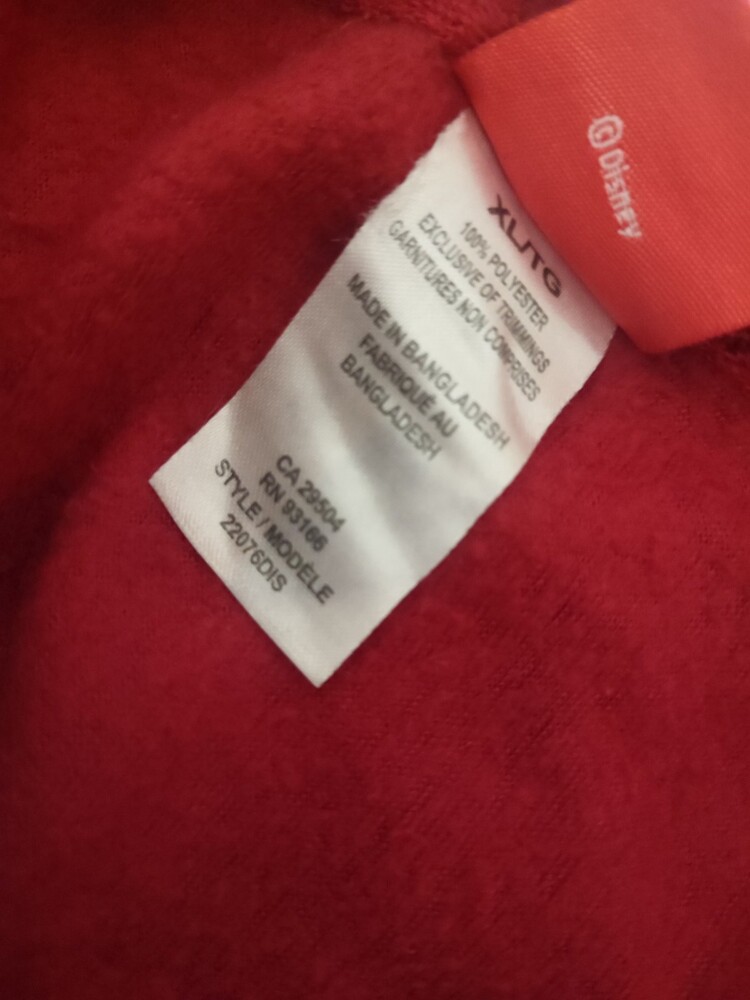 © Disney
XL/TG
100% POLYESTER
EXCLUSIVE OF TRIMMINGS
GARNITURES NON COMPRISES
MADE IN BANGLADESH
FABRIQUÉ AU
BANGLADESH
CA 29504
RN 93166
STYLE / MODÈLE
22076DIS